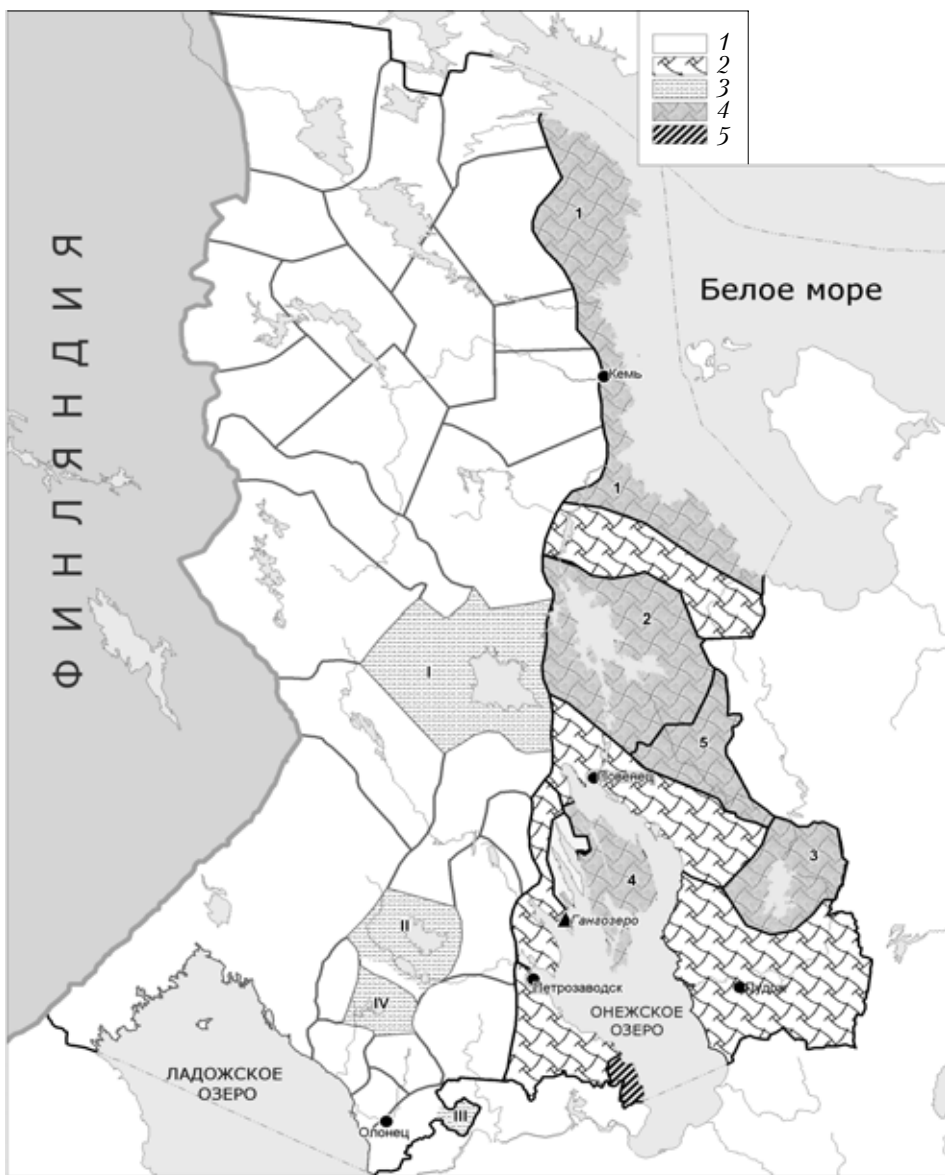 1
2
3
4
5
ФИНЛЯНДИЯ
1
Белое море
Кемь
1
2
I
5
Повенец
3
4
Гангозеро
II
Петрозаводск
Пудож
IV
ОНЕЖСКОЕ
ОЗЕРО
ЛАДОЖСКОЕ
ОЗЕРО
III
Олонец